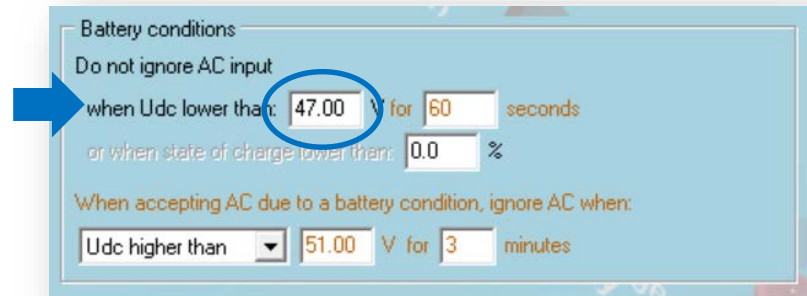 Battery conditions
Do not ignore AC input
when Udc lower than: 47.00 V for 60 seconds
or when state of charge lower than: 0.0 %
When accepting AC due to a battery condition, ignore AC when:
Udc higher than 51.00 V for 3 minutes